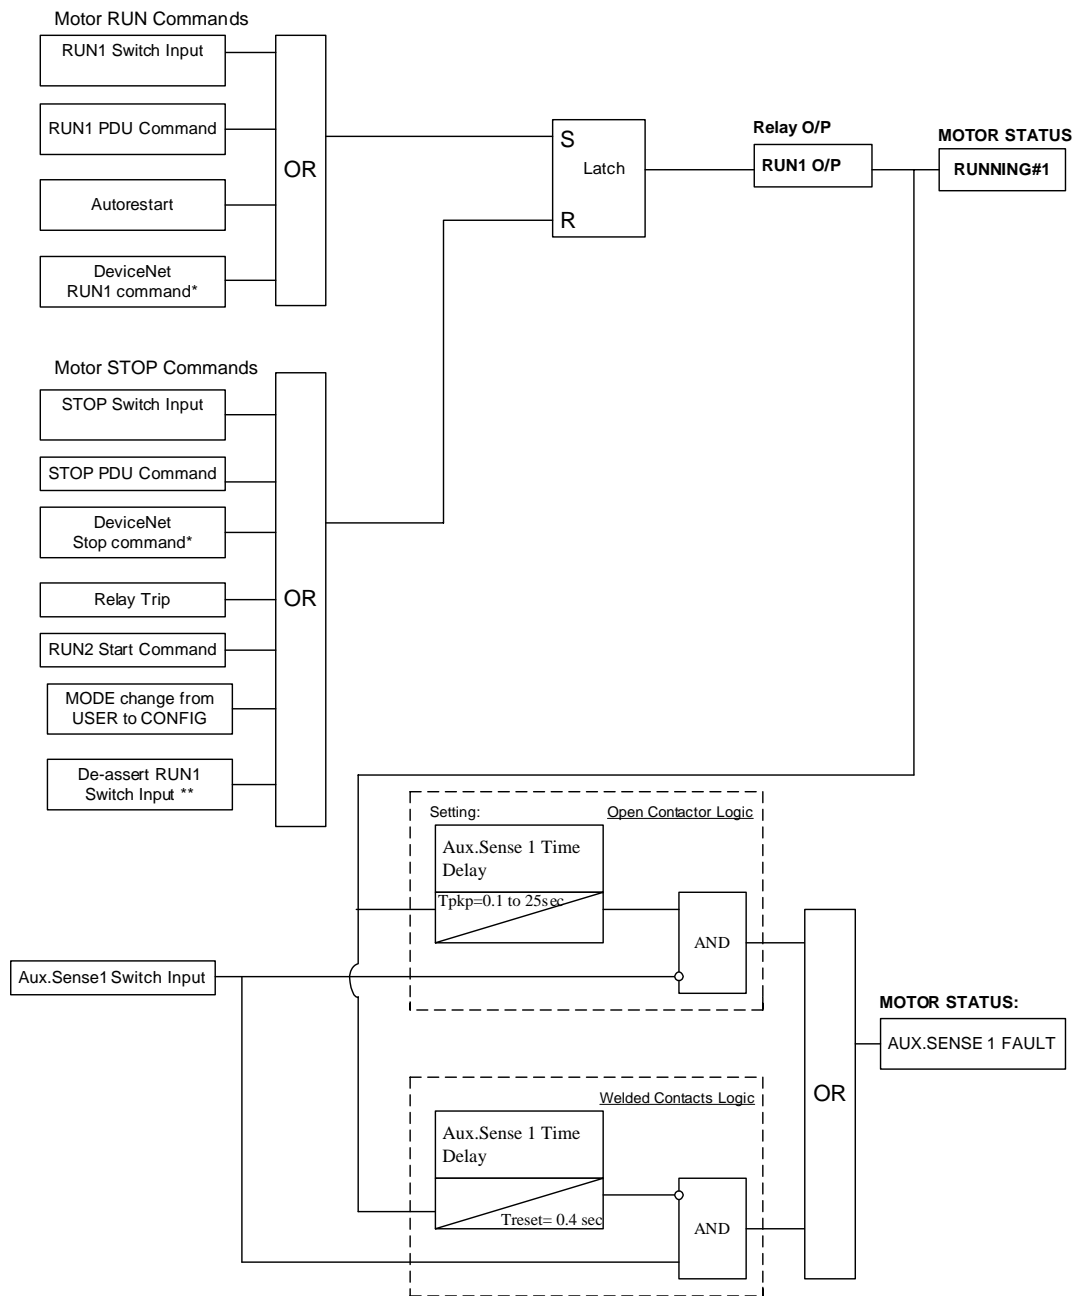 Motor RUN Commands
RUN1 Switch Input
RUN1 PDU Command
Autorestart
DeviceNet
RUN1 command*
OR
S
Latch
R
Relay O/P
RUN1 O/P
MOTOR STATUS
RUNNING#1
Motor STOP Commands
STOP Switch Input
STOP PDU Command
DeviceNet
Stop command*
Relay Trip
RUN2 Start Command
MODE change from
USER to CONFIG
De-assert RUN1
Switch Input **
OR
Setting:
Open Contactor Logic
Aux.Sense 1 Time
Delay
Tpkp=0.1 to 25sec
AND
Aux.Sense1 Switch Input
Welded Contacts Logic
Aux.Sense 1 Time
Delay
Treset= 0.4 sec
AND
OR
MOTOR STATUS:
AUX.SENSE 1 FAULT